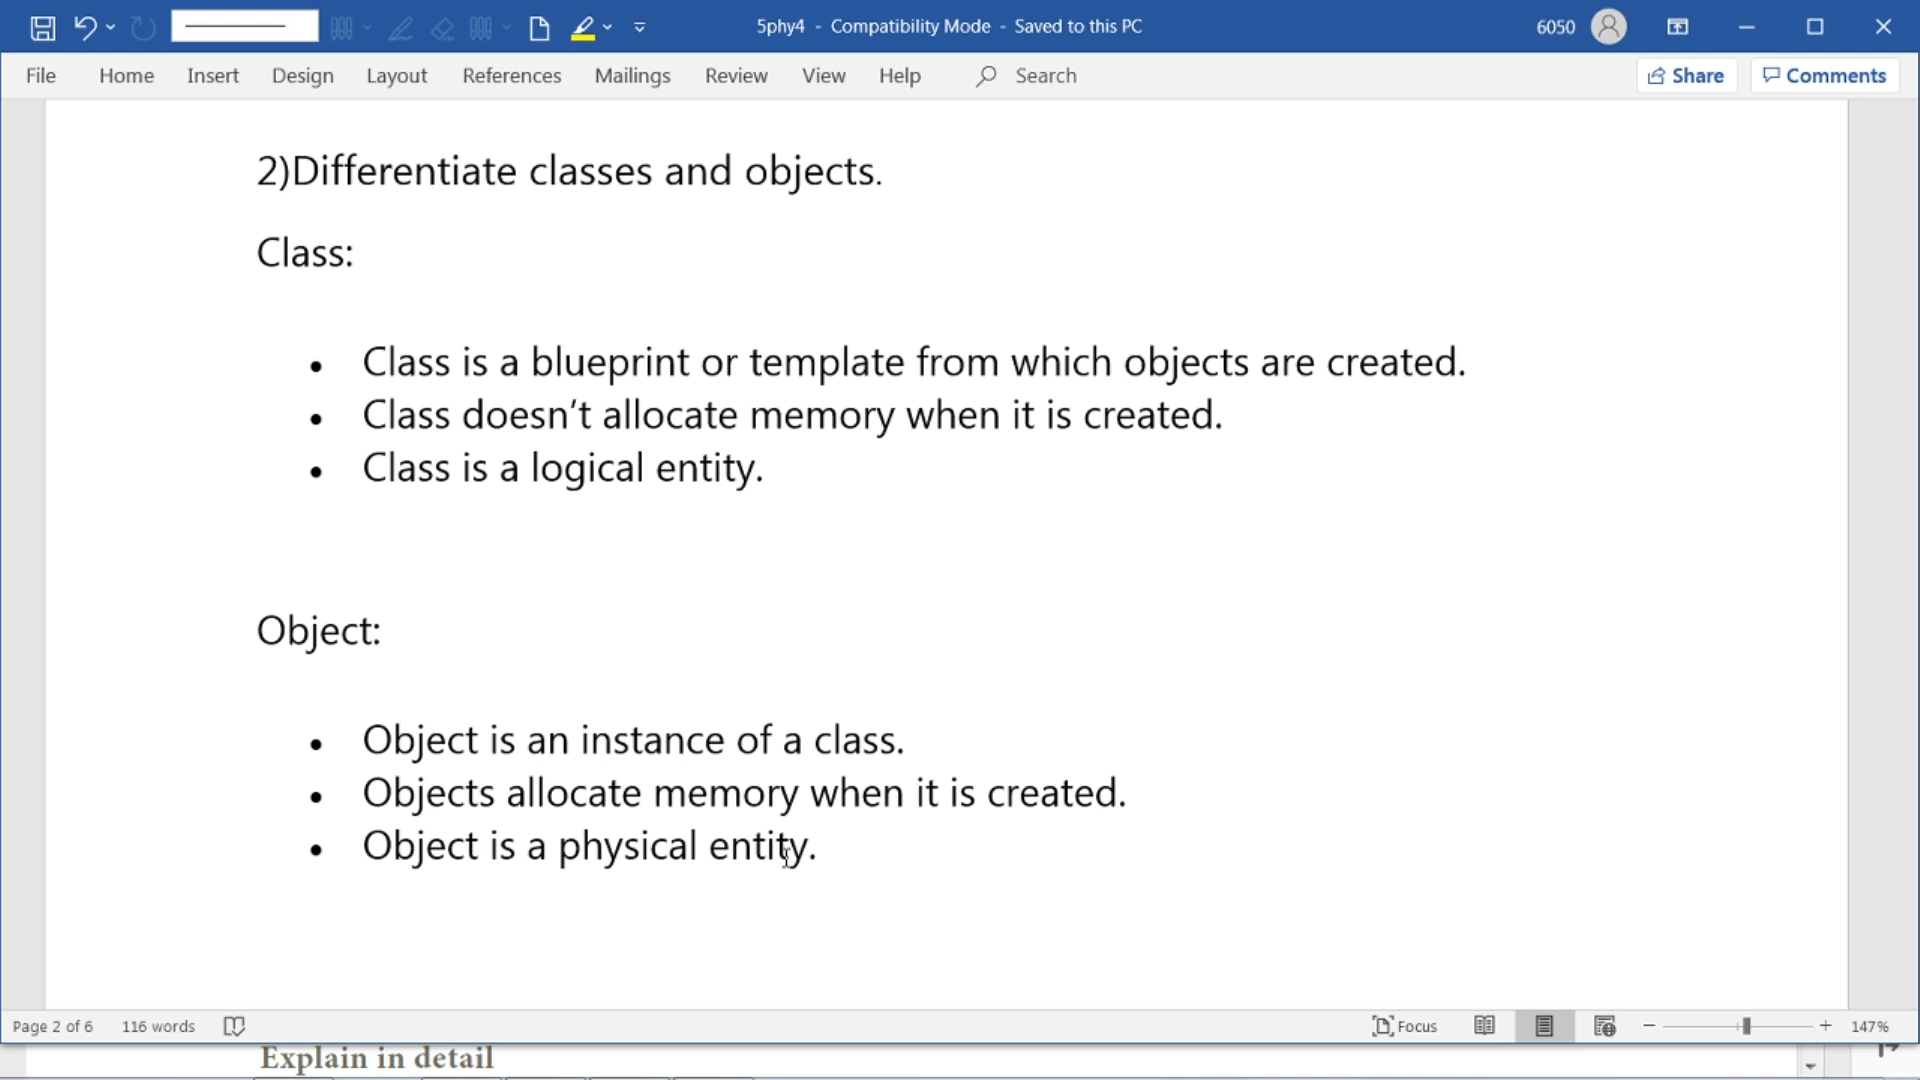 5phy4 - Compatibility Mode - Saved to this PC
6050
File Home Insert Design Layout References Mailings Review View Help Search Share Comments
2)Differentiate classes and objects.
Class:
• Class is a blueprint or template from which objects are created.
• Class doesn’t allocate memory when it is created.
• Class is a logical entity.
Object:
• Object is an instance of a class.
• Objects allocate memory when it is created.
• Object is a physical entity.
Page 2 of 6 116 words Focus 147%
Explain in detail